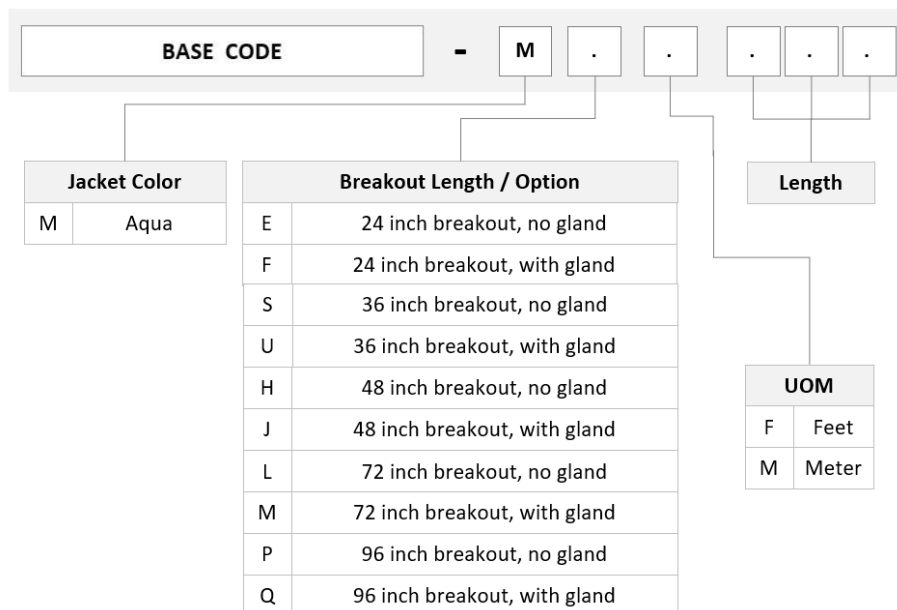 BASE CODE - M . . . . .
Jacket Color
M Aqua
Breakout Length / Option
E 24 inch breakout, no gland
F 24 inch breakout, with gland
S 36 inch breakout, no gland
U 36 inch breakout, with gland
H 48 inch breakout, no gland
J 48 inch breakout, with gland
L 72 inch breakout, no gland
M 72 inch breakout, with gland
P 96 inch breakout, no gland
Q 96 inch breakout, with gland
Length
UOM
F Feet
M Meter